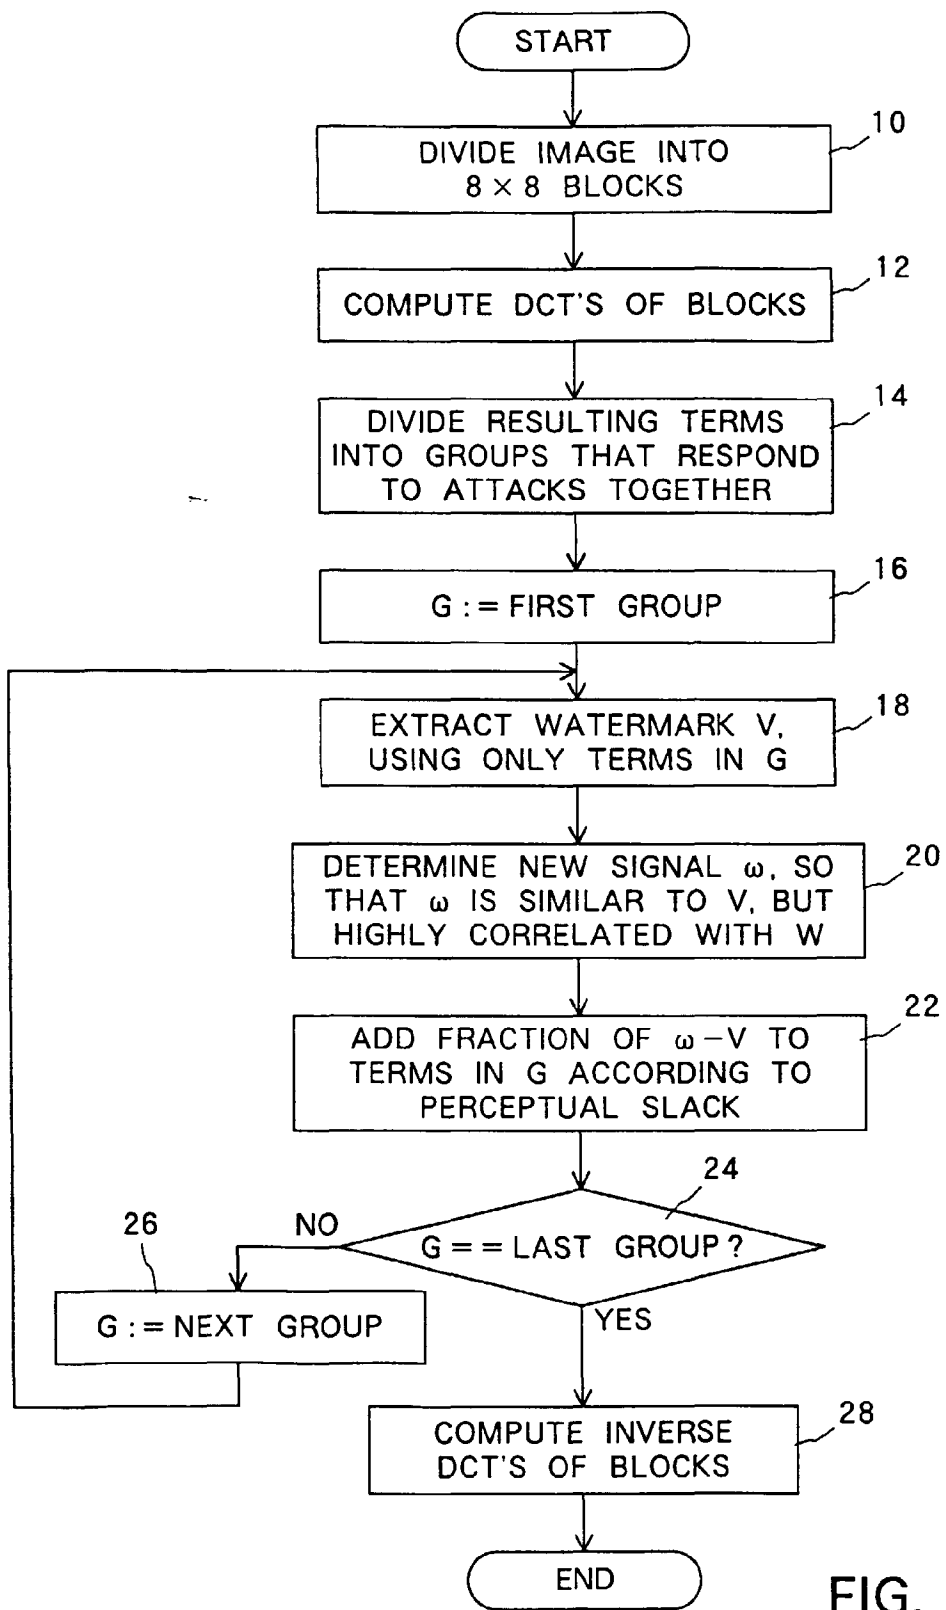 START
10
DIVIDE IMAGE INTO
8 × 8 BLOCKS
12
COMPUTE DCT'S OF BLOCKS
14
DIVIDE RESULTING TERMS
INTO GROUPS THAT RESPOND
TO ATTACKS TOGETHER
16
G := FIRST GROUP
18
EXTRACT WATERMARK V,
USING ONLY TERMS IN G
20
DETERMINE NEW SIGNAL ω, SO
THAT ω IS SIMILAR TO V, BUT
HIGHLY CORRELATED WITH W
22
ADD FRACTION OF ω-V TO
TERMS IN G ACCORDING TO
PERCEPTUAL SLACK
24
G == LAST GROUP?
NO
26
G := NEXT GROUP
YES
28
COMPUTE INVERSE
DCT'S OF BLOCKS
END
FIG.